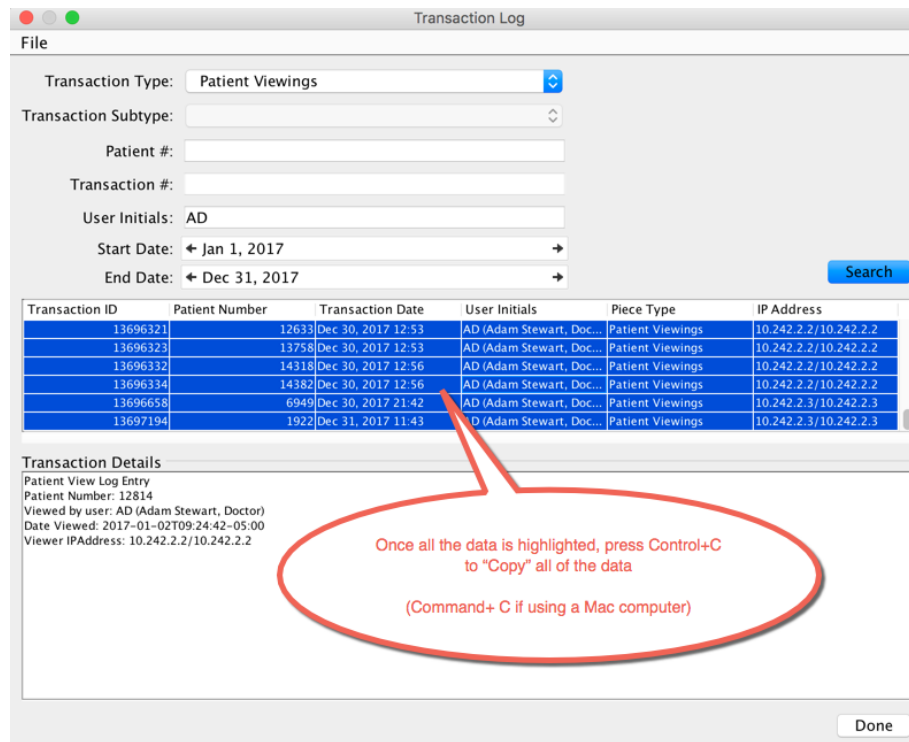 Transaction Log
File
Transaction Type: Patient Viewings
Transaction Subtype:
Patient #:
Transaction #:
User Initials: AD
Start Date: Jan 1, 2017
End Date: Dec 31, 2017
Search
Transaction ID Patient Number Transaction Date User Initials Piece Type IP Address
13696321 12633 Dec 30, 2017 12:53 AD (Adam Stewart, Doc... Patient Viewings 10.242.2.2/10.242.2.2
13696323 13758 Dec 30, 2017 12:53 AD (Adam Stewart, Doc... Patient Viewings 10.242.2.2/10.242.2.2
13696332 14318 Dec 30, 2017 12:56 AD (Adam Stewart, Doc... Patient Viewings 10.242.2.2/10.242.2.2
13696334 14382 Dec 30, 2017 12:56 AD (Adam Stewart, Doc... Patient Viewings 10.242.2.2/10.242.2.2
13696658 6949 Dec 30, 2017 21:42 AD (Adam Stewart, Doc... Patient Viewings 10.242.2.3/10.242.2.3
13697194 1922 Dec 31, 2017 11:43 AD (Adam Stewart, Doc... Patient Viewings 10.242.2.3/10.242.2.3
Transaction Details
Patient View Log Entry
Patient Number: 12814
Viewed by user: AD (Adam Stewart, Doctor)
Date Viewed: 2017-01-02T09:24:42-05:00
Viewer IPAddress: 10.242.2.2/10.242.2.2
Once all the data is highlighted, press Control+C
to “Copy” all of the data
(Command+ C if using a Mac computer)
Done